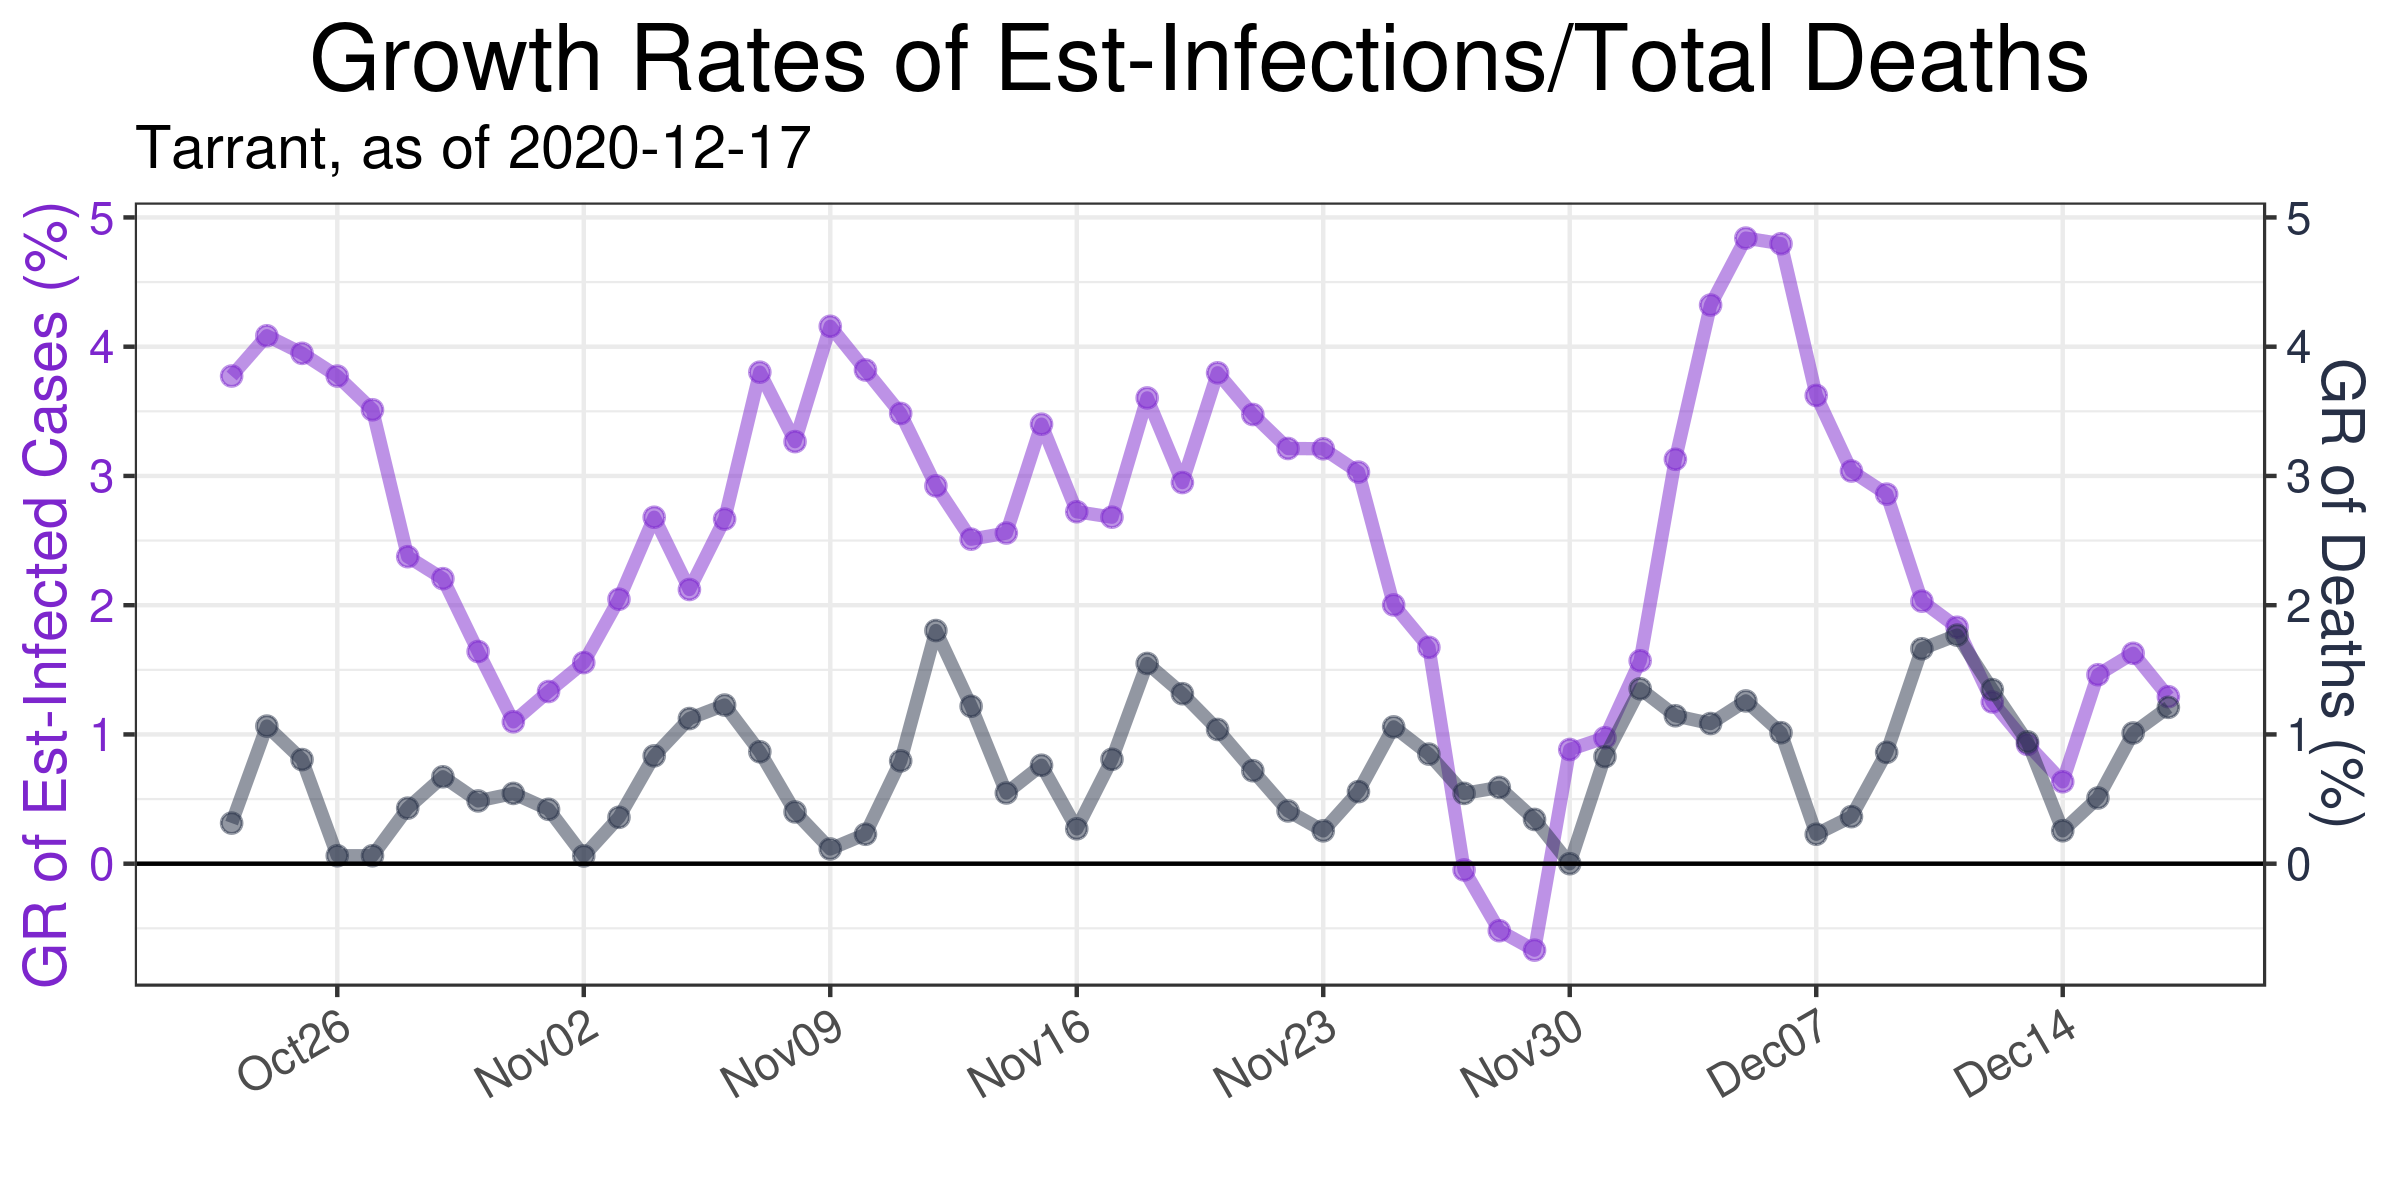 Growth Rates of Est-Infections/Total Deaths
Tarrant, as of 2020-12-17
GR of Est-Infected Cases (%)
5
4
3
2
1
0
5
4
3
2
1
0
GR of Deaths (%)
Oct26
Nov02
Nov09
Nov16
Nov23
Nov30
Dec07
Dec14